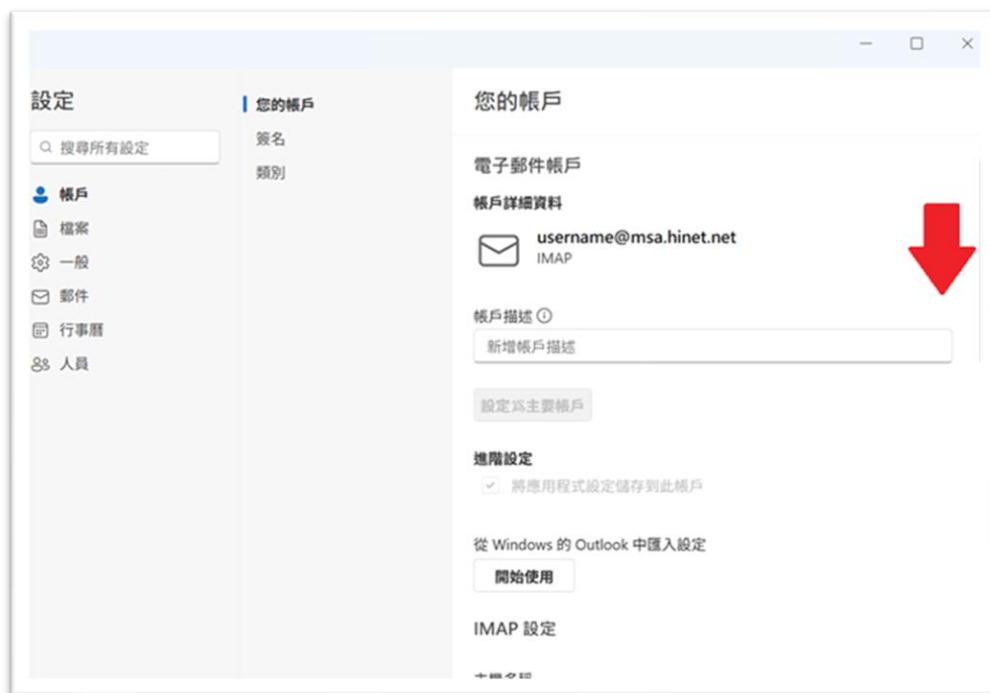 設定
搜尋所有設定
帳戶
檔案
一般
郵件
行事曆
人員
您的帳戶
簽名
類別
您的帳戶
電子郵件帳戶
帳戶詳細資料
username@msa.hinet.net
IMAP
帳戶描述
新增帳戶描述
設定為主要帳戶
進階設定
將應用程式設定儲存到此帳戶
從 Windows 的 Outlook 中匯入設定
開始使用
IMAP 設定